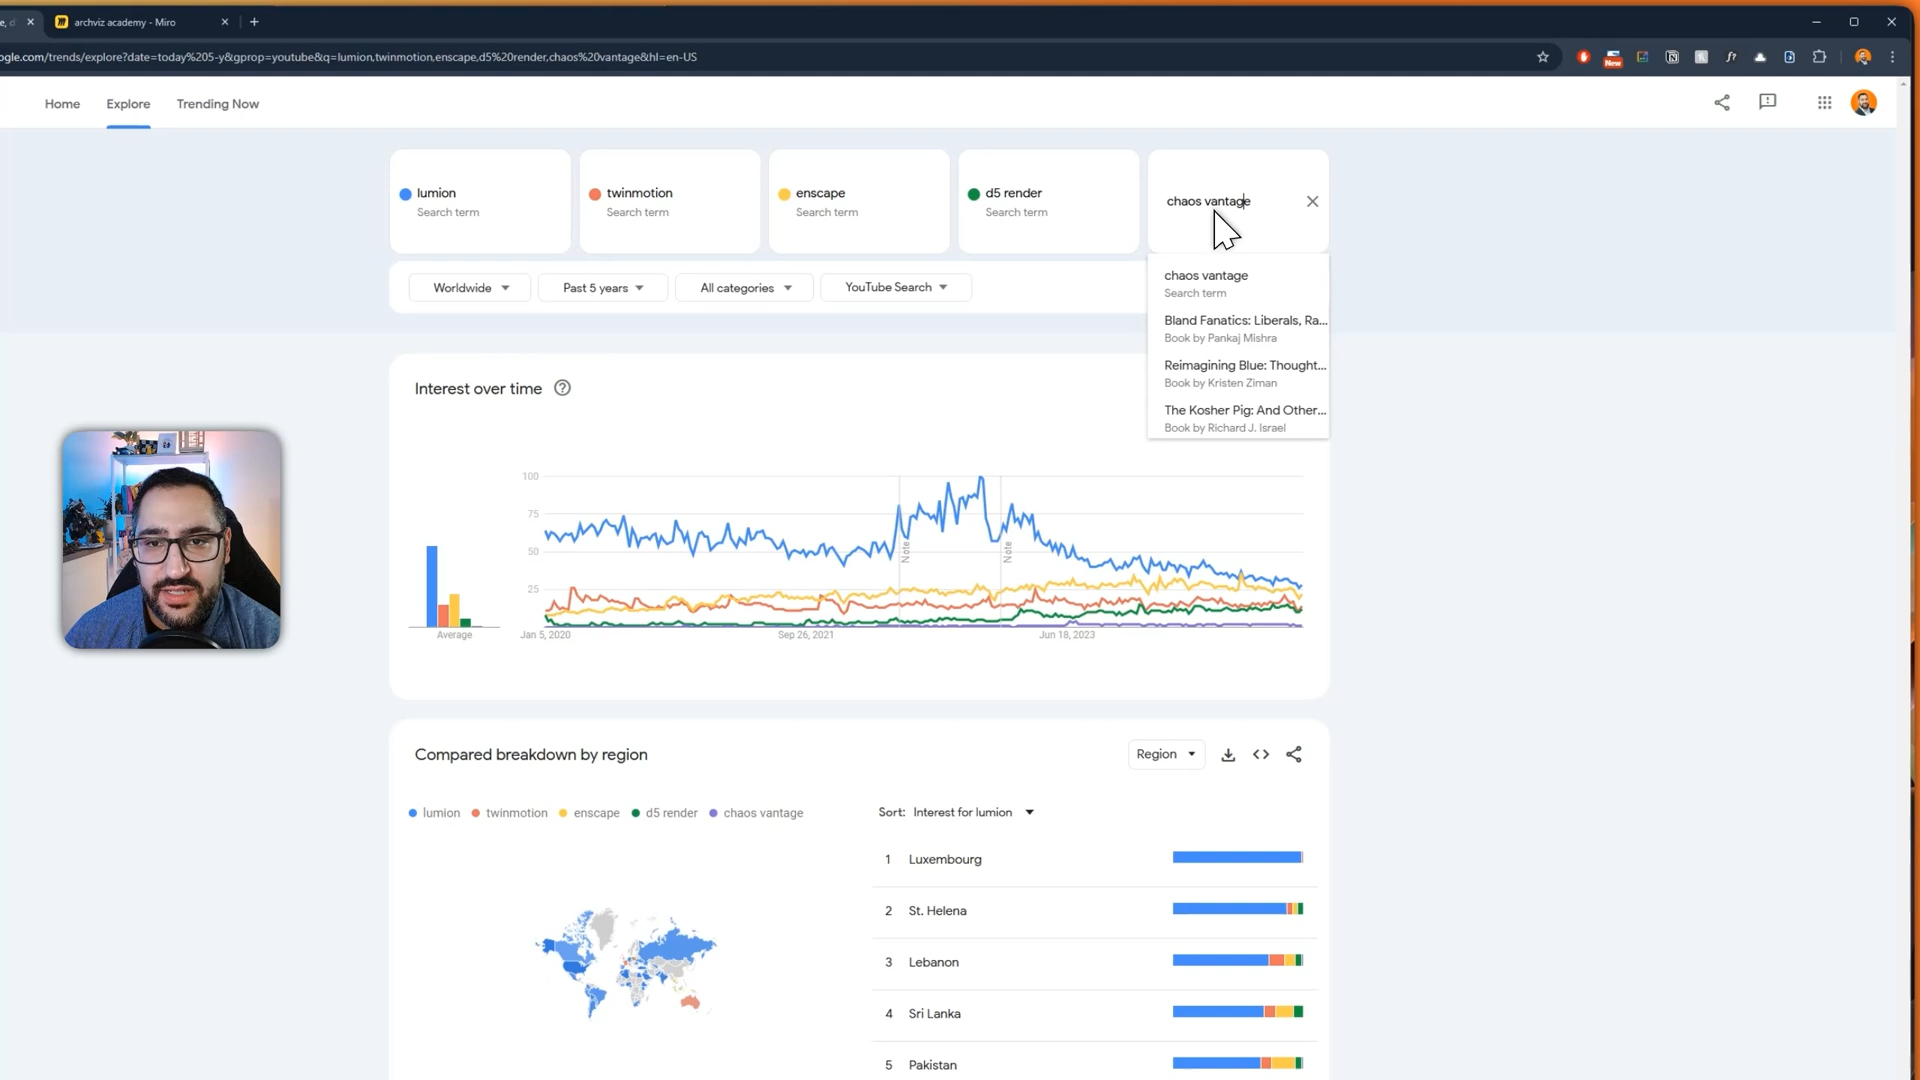 e, d
archviz academy - Miro
ogle.com/trends/explore?date=today%205-y&gprop=youtube&q=lumion,twinmotion,enscape,d5%20render,chaos%20vantage&hl=en-US
New
f?
Home
Explore
Trending Now
lumion
Search term
twinmotion
Search term
enscape
Search term
d5 render
Search term
chaos vantage
Worldwide
Past 5 years
All categories
YouTube Search
chaos vantage
Search term
Bland Fanatics: Liberals, Ra...
Book by Pankaj Mishra
Reimagining Blue: Thought...
Book by Kristen Ziman
The Kosher Pig: And Other...
Book by Richard J. Israel
Interest over time
100
75
50
25
Note
Note
Average
Jan 5, 2020
Sep 26, 2021
Jun 18, 2023
Compared breakdown by region
Region
lumion
twinmotion
enscape
d5 render
chaos vantage
Sort: Interest for lumion
1 Luxembourg
2 St. Helena
3 Lebanon
4 Sri Lanka
5 Pakistan